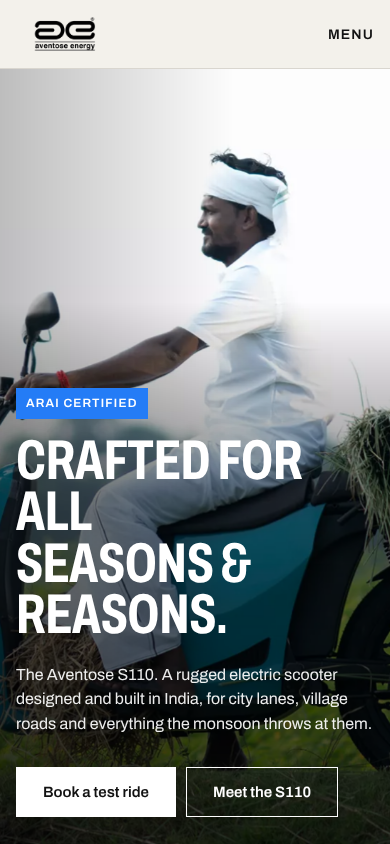 ae
aventose energy
MENU
ARAI CERTIFIED
CRAFTED FOR
ALL
SEASONS &
REASONS.
The Aventose S110. A rugged electric scooter
designed and built in India, for city lanes, village
roads and everything the monsoon throws at them.
Book a test ride
Meet the S110